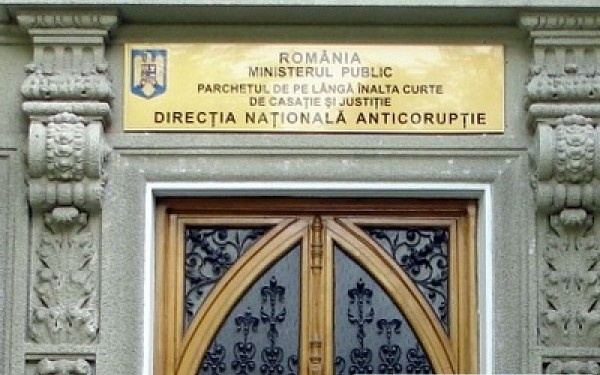 ROMÂNIA
MINISTERUL PUBLIC
PARCHETUL DE PE LÂNGĂ ÎNALTA CURTE
DE CASAȚIE ȘI JUSTIȚIE
DIRECȚIA NAȚIONALĂ ANTICORUPȚIE